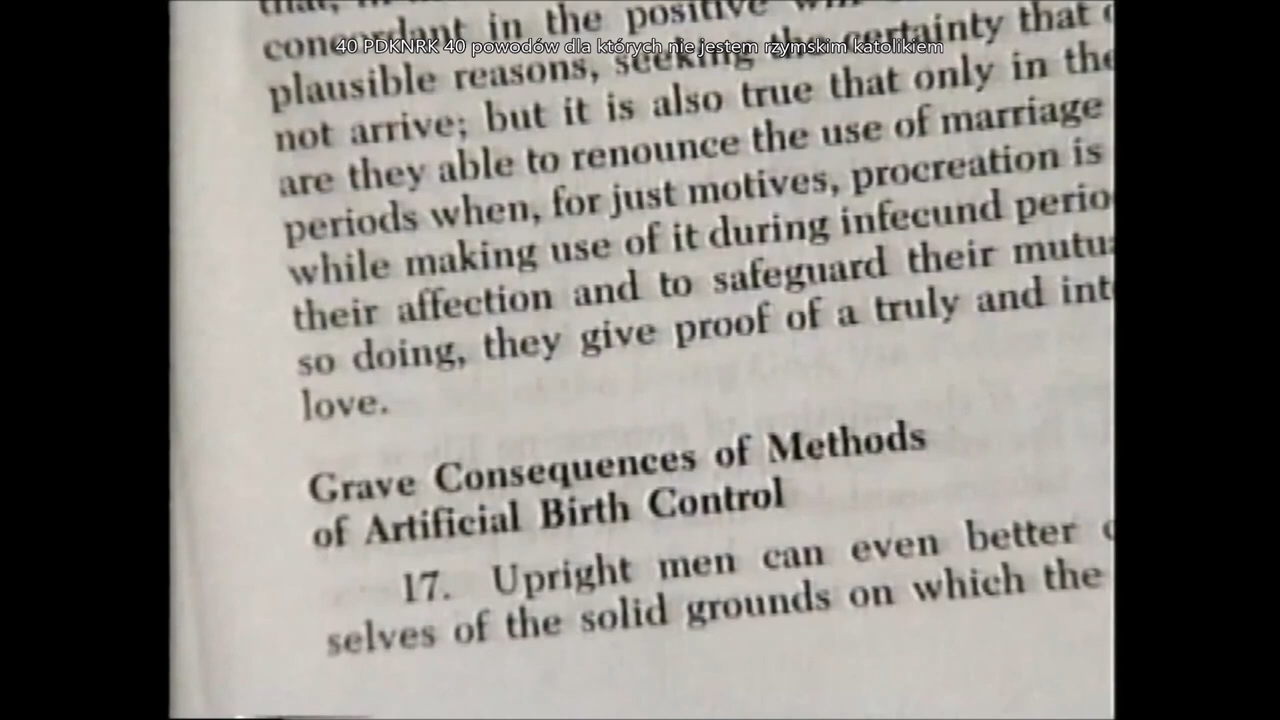 concordant in the positive
40 PDKNRK 40 powodów dla których nie jestem rzymskim katolikiem
plausible reasons, seeking the certainty that
not arrive; but it is also true that only in the
are they able to renounce the use of marriage
periods when, for just motives, procreation is
while making use of it during infecund perio
their affection and to safeguard their mutu
so doing, they give proof of a truly and int
love.
Grave Consequences of Methods
of Artificial Birth Control
17. Upright men can even better
selves of the solid grounds on which the